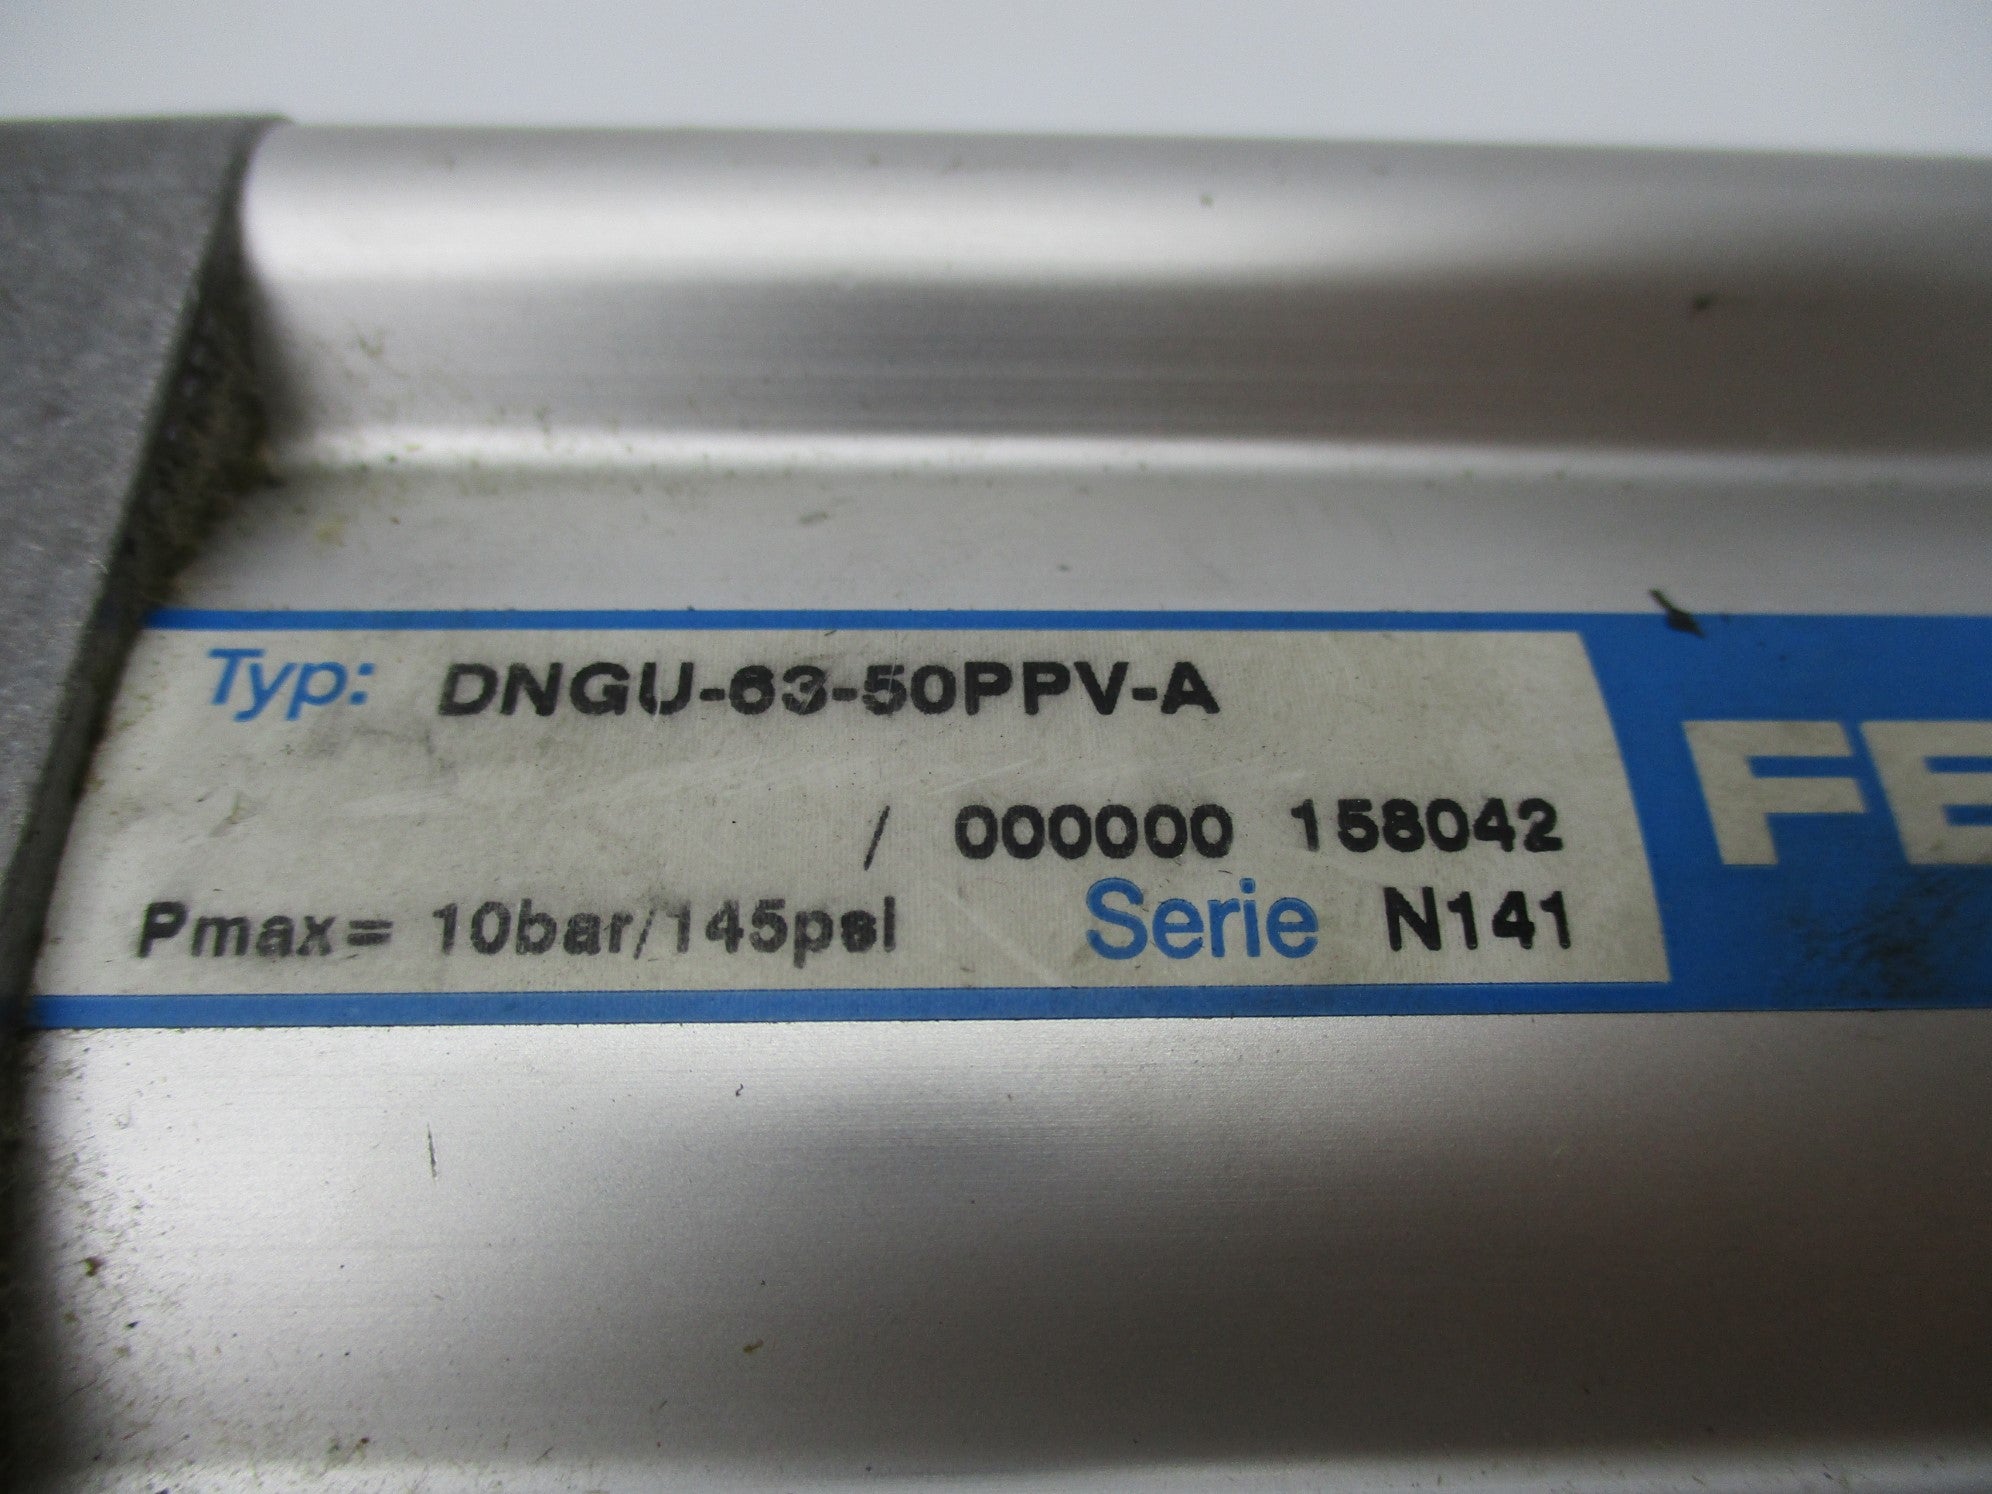 Typ: DNGU-63-50PPV-A
/ 000000 158042
Pmax= 10bar/145psi
Serie N141
FE